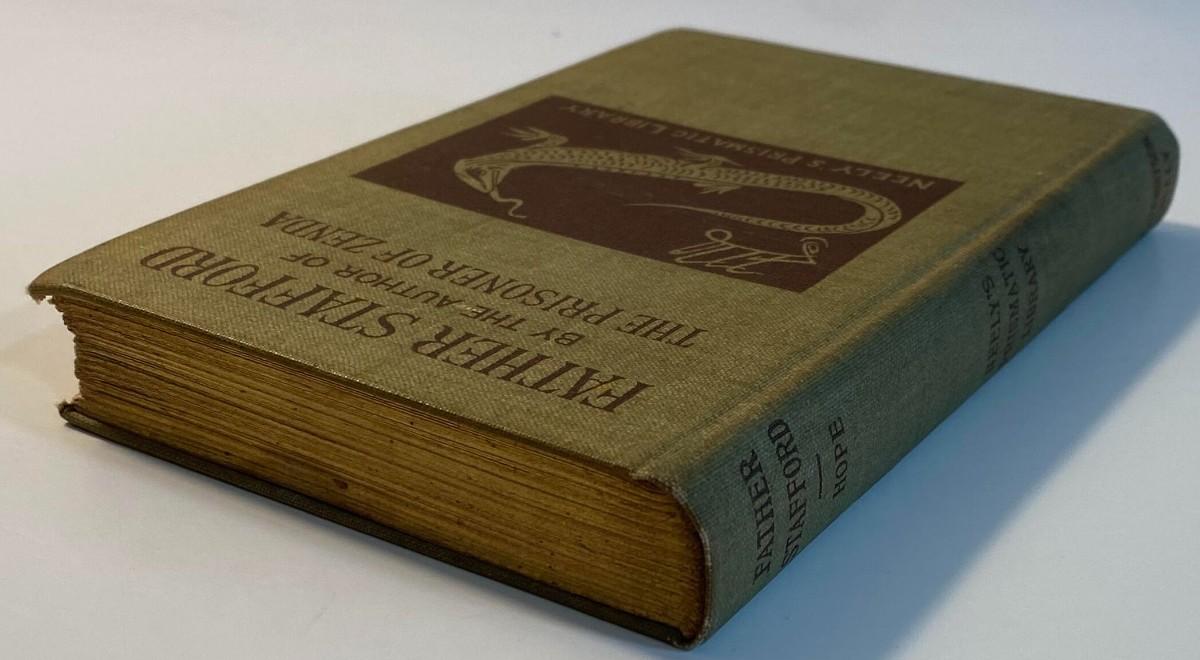 FATHER STAFFORD
BY THE AUTHOR OF
THE PRISONER OF ZENDA
NEELY'S PRISMATIC LIBRARY
FATHER
STAFFORD
HOPE
NEELY'S
PRISMATIC
LIBRARY